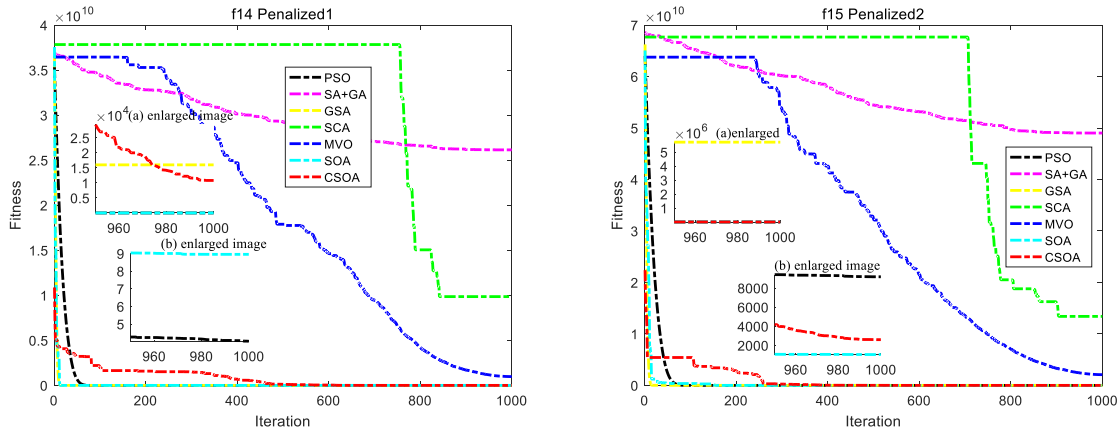 f14 Penalized1
×10^10
4
3.5
3
2.5
2
1.5
1
0.5
0
0 200 400 600 800 1000
Fitness
Iteration
PSO
SA+GA
GSA
SCA
MVO
SOA
CSOA
×10^4 (a) enlarged image
2.5
2
1.5
1
0.5
960 980 1000
(b) enlarged image
9
8
7
6
5
960 980 1000
f15 Penalized2
×10^10
7
6
5
4
3
2
1
0
0 200 400 600 800 1000
Fitness
Iteration
PSO
SA+GA
GSA
SCA
MVO
SOA
CSOA
×10^6 (a)enlarged
5
4
3
2
1
960 980 1000
(b) enlarged image
8000
6000
4000
2000
960 980 1000